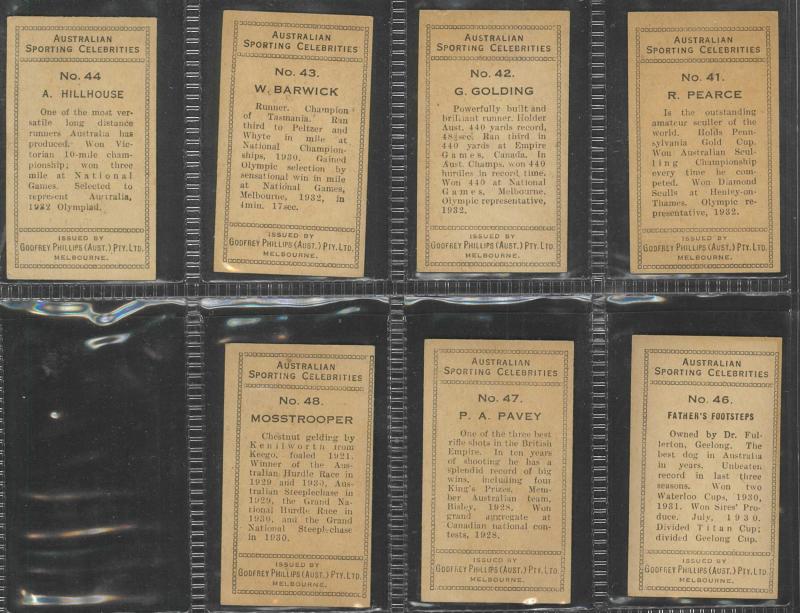 AUSTRALIAN
SPORTING CELEBRITIES
No. 44
A. HILLHOUSE
One of the most ver-
satile long distance
runners Australia has
produced. Won Vic-
torian 10-mile cham-
pionship; won three
mile at National
Games. Selected to
represent Australia,
1932 Olympiad.
ISSUED BY
GODFREY PHILLIPS (AUST.) PTY. LTD.
MELBOURNE.
AUSTRALIAN
SPORTING CELEBRITIES
No. 43.
W. BARWICK
Runner. Champion
of Tasmania. Ran
third to Peltzer and
Whyte in mile at
National Champion-
ships, 1930. Gained
Olympic selection by
sensational win in mile
at National Games,
Melbourne, 1932, in
4min. 17sec.
ISSUED BY
GODFREY PHILLIPS (AUST.) PTY. LTD.
MELBOURNE.
AUSTRALIAN
SPORTING CELEBRITIES
No. 42.
G. GOLDING
Powerfully built and
brilliant runner. Holder
Aust. 440 yards record,
48½sec. Ran third in
440 yards at Empire
Games, Canada. In
Aust. Champs. won 440
hurdles in record time.
Won 440 at National
Games, Melbourne.
Olympic representative,
1932.
ISSUED BY
GODFREY PHILLIPS (AUST.) PTY. LTD.
MELBOURNE.
AUSTRALIAN
SPORTING CELEBRITIES
No. 41.
R. PEARCE
Is the outstanding
amateur sculler of the
world. Holds Penn-
sylvania Gold Cup.
Won Australian Scul-
ling Championship
every time he com-
peted. Won Diamond
Sculls at Henley-on-
Thames. Olympic re-
presentative, 1932.
ISSUED BY
GODFREY PHILLIPS (AUST.) PTY. LTD.
MELBOURNE.
AUSTRALIAN
SPORTING CELEBRITIES
No. 48.
MOSSTROOPER
Chestnut gelding by
Kenilworth from
Keego, foaled 1921.
Winner of the Aus-
tralian Hurdle Race in
1929 and 1930, Aus-
tralian Steeplechase in
1929, the Grand Na-
tional Hurdle Race in
1930, and the Grand
National Steeplechase
in 1930.
ISSUED BY
GODFREY PHILLIPS (AUST.) PTY. LTD.
MELBOURNE.
AUSTRALIAN
SPORTING CELEBRITIES
No. 47.
P. A. PAVEY
One of the three best
rifle shots in the British
Empire. In ten years
of shooting he has a
splendid record of big
wins, including four
King's Prizes. Mem-
ber Australian team,
Bisley, 1928. Won
grand aggregate at
Canadian national con-
tests, 1928.
ISSUED BY
GODFREY PHILLIPS (AUST.) PTY. LTD.
MELBOURNE.
AUSTRALIAN
SPORTING CELEBRITIES
No. 46.
FATHER'S FOOTSTEPS
Owned by Dr. Ful-
lerton, Geelong. The
best dog in Australia
in years. Unbeaten
record in last three
seasons. Won two
Waterloo Cups, 1930,
1931. Won Sires' Pro-
duce, July, 1930.
Divided Titan Cup;
divided Geelong Cup.
ISSUED BY
GODFREY PHILLIPS (AUST.) PTY. LTD.
MELBOURNE.